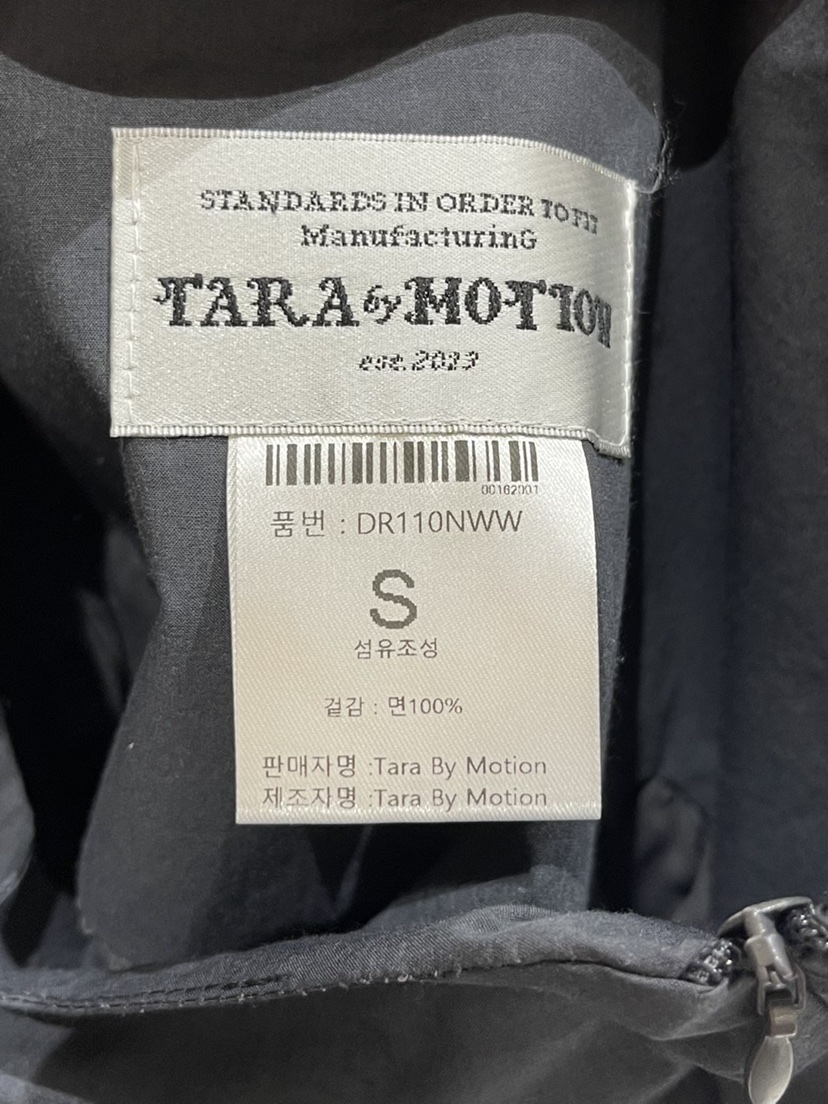 STANDARDS IN ORDER TO FIT
ManufacturinG
TARA by MOTION
est. 2023
00162001
품번 : DR110NWW
S
섬유조성
겉감 : 면100%
판매자명 :Tara By Motion
제조자명 :Tara By Motion